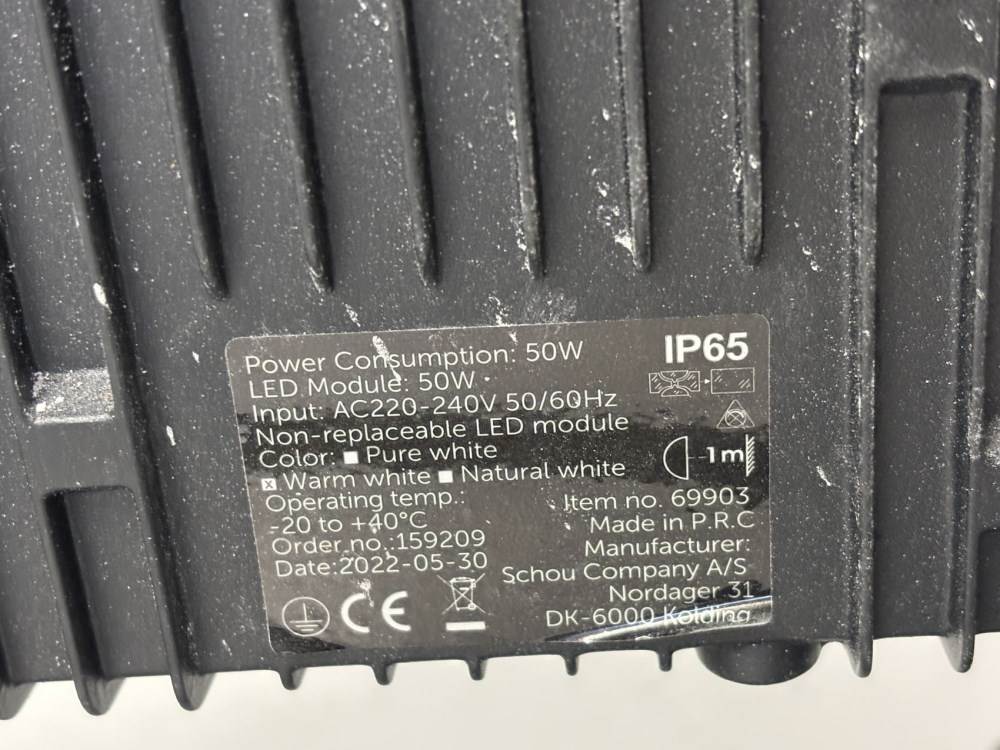 Power Consumption: 50W
IP65
LED Module: 50W
Input: AC220-240V 50/60Hz
Non-replaceable LED module
Color: Pure white
Warm white Natural white
1m
Operating temp.:
-20 to +40°C
Order no.:159209
Date:2022-05-30
Item no. 69903
Made in P.R.C
Manufacturer:
Schou Company A/S
Nordager 31
DK-6000 Kolding
CE